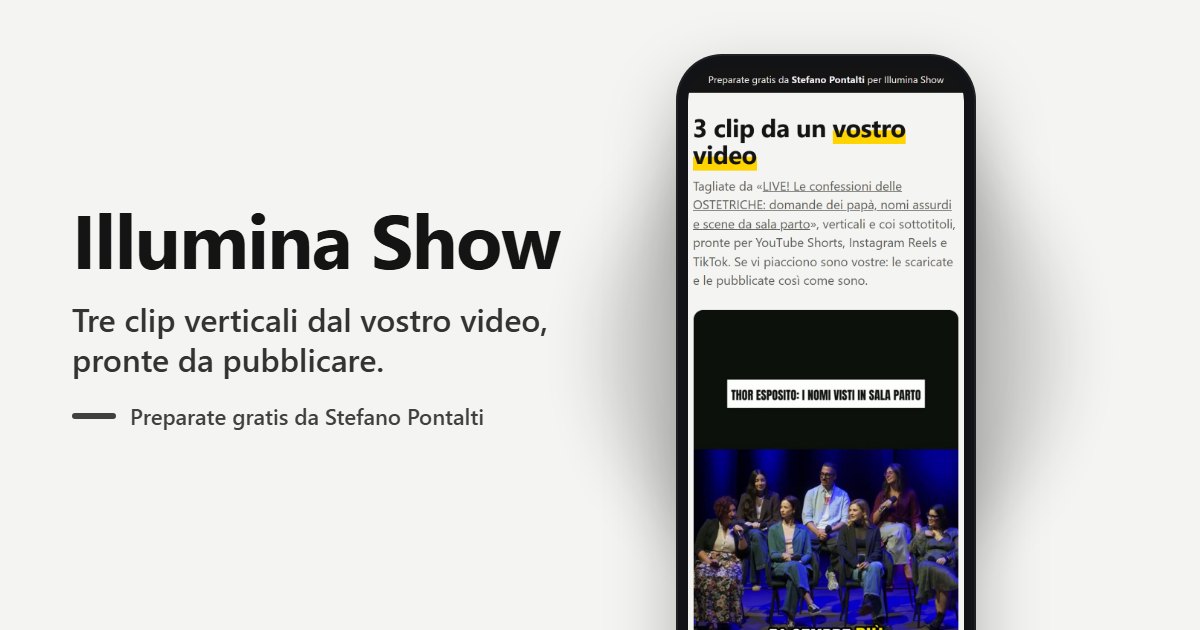 Illumina Show
Tre clip verticali dal vostro video,
pronte da pubblicare.
Preparate gratis da Stefano Pontalti
Preparate gratis da Stefano Pontalti per Illumina Show
3 clip da un vostro
video
Tagliate da «LIVE! Le confessioni delle
OSTETRICHE: domande dei papà, nomi assurdi
e scene da sala parto», verticali e coi sottotitoli,
pronte per YouTube Shorts, Instagram Reels e
TikTok. Se vi piacciono sono vostre: le scaricate
e le pubblicate così come sono.
THOR ESPOSITO: I NOMI VISTI IN SALA PARTO